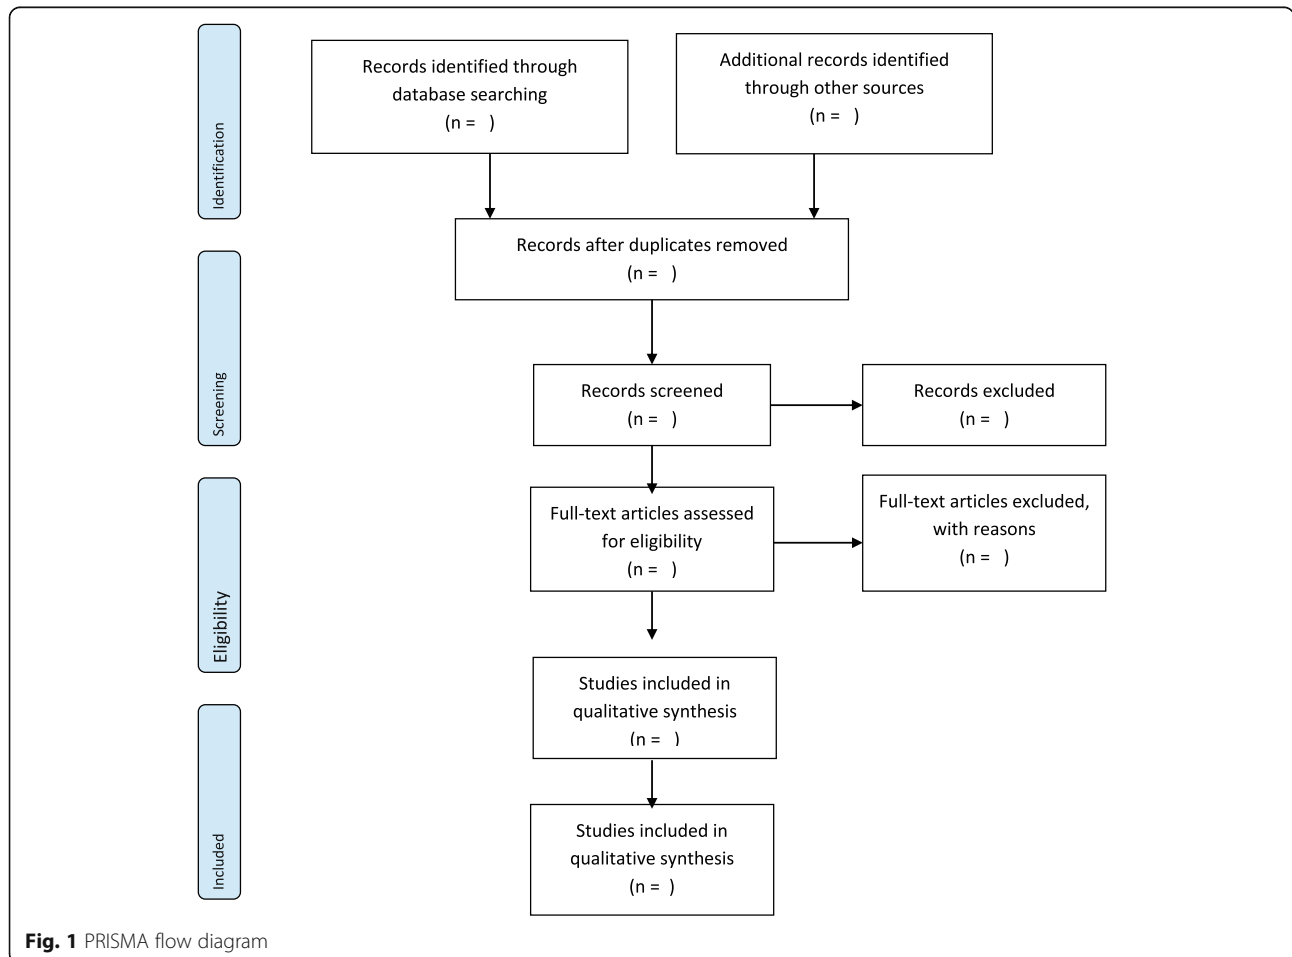 Identification
Records identified through
database searching
(n = )
Additional records identified
through other sources
(n = )
Records after duplicates removed
(n = )
Screening
Records screened
(n = )
Records excluded
(n = )
Eligibility
Full-text articles assessed
for eligibility
(n = )
Full-text articles excluded,
with reasons
(n = )
Studies included in
qualitative synthesis
(n = )
Included
Studies included in
qualitative synthesis
(n = )
Fig. 1 PRISMA flow diagram